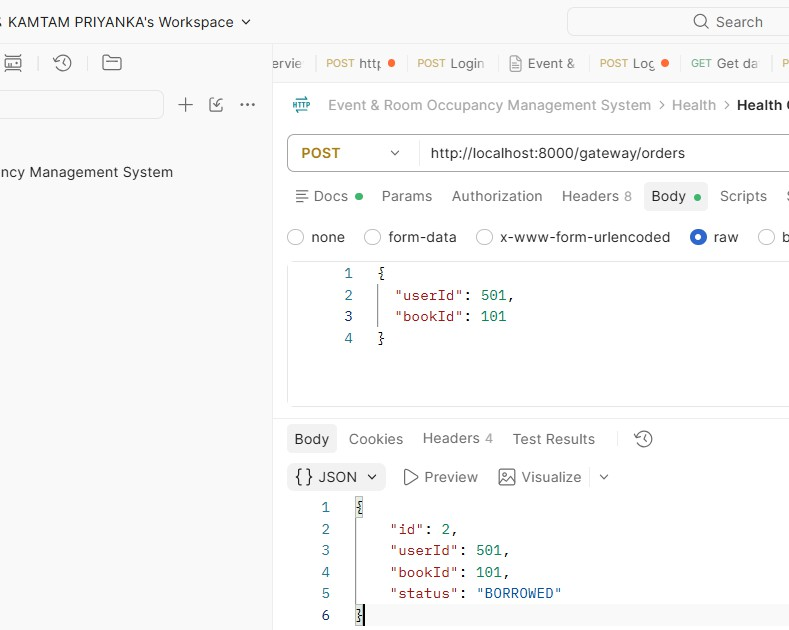 KAMTAM PRIYANKA's Workspace
Search
POST http
POST Login
Event &
POST Log
GET Get da
HTTP Event & Room Occupancy Management System > Health > Health
ncy Management System
POST http://localhost:8000/gateway/orders
Docs Params Authorization Headers 8 Body Scripts
none form-data x-www-form-urlencoded raw
1 {
2 "userId": 501,
3 "bookId": 101
4 }
Body Cookies Headers 4 Test Results
{} JSON Preview Visualize
1 {
2 "id": 2,
3 "userId": 501,
4 "bookId": 101,
5 "status": "BORROWED"
6 }